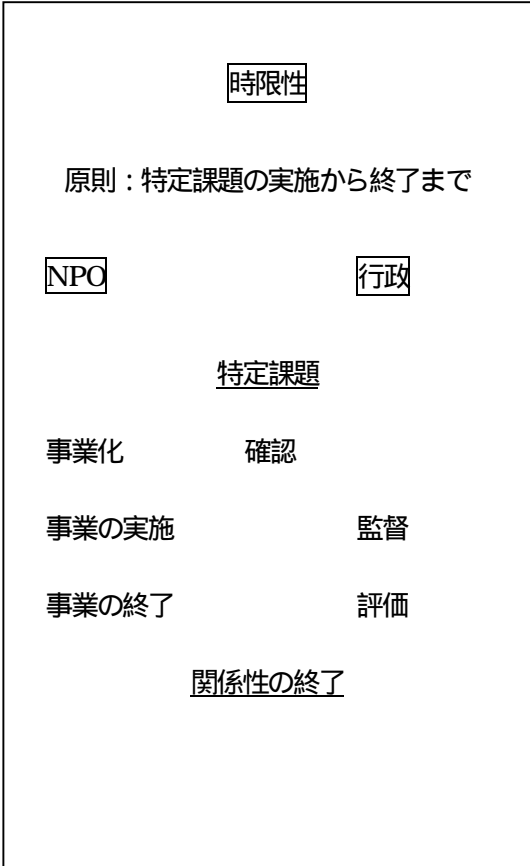 時限性
原則：特定課題の実施から終了まで
NPO 行政
特定課題
事業化 確認
事業の実施 監督
事業の終了 評価
関係性の終了